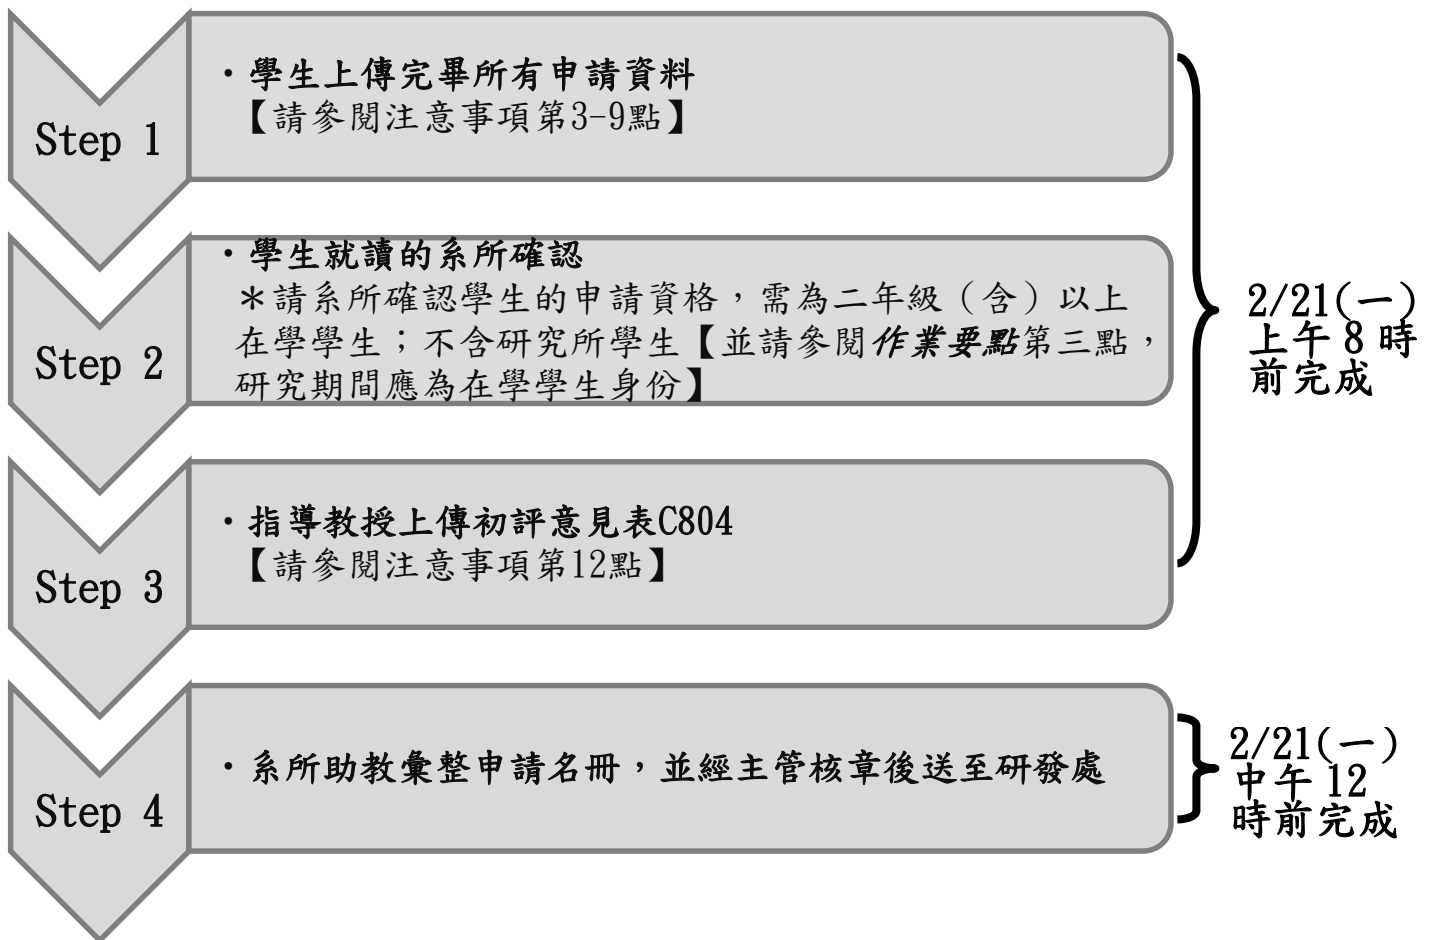 Step 1
・學生上傳完畢所有申請資料
【請參閱注意事項第3-9點】
Step 2
・學生就讀的系所確認
＊請系所確認學生的申請資格，需為二年級（含）以上
在學學生；不含研究所學生【並請參閱作業要點第三點，
研究期間應為在學學生身份】
Step 3
・指導教授上傳初評意見表C804
【請參閱注意事項第12點】
2/21(一)
上午 8 時
前完成
Step 4
・系所助教彙整申請名冊，並經主管核章後送至研發處
2/21(一)
中午 12
時前完成